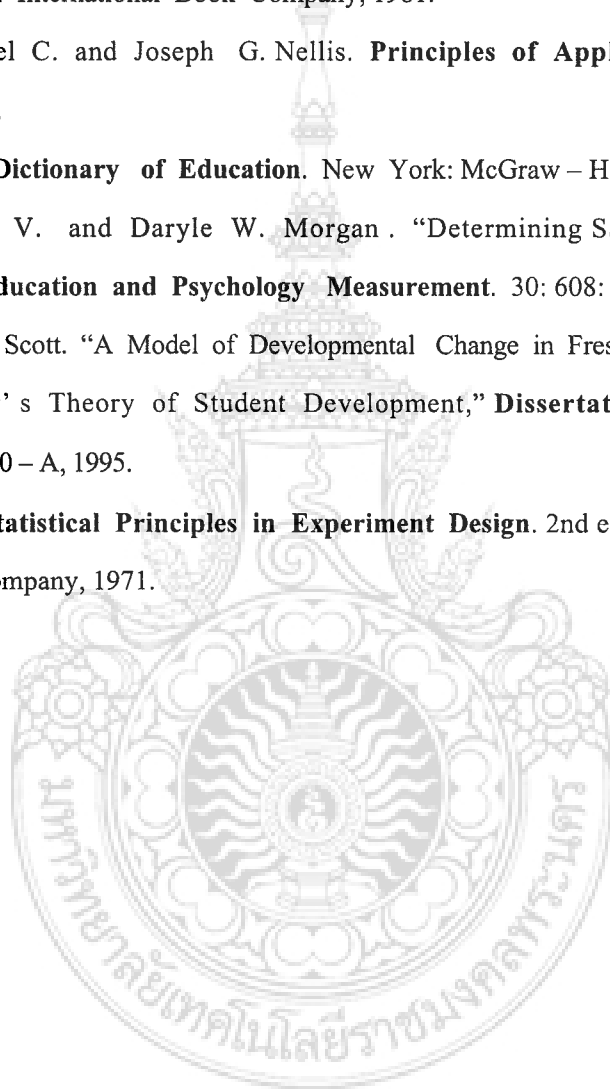 International Book Company, 1981.
el C. and Joseph G. Nellis. Principles of Appl
Dictionary of Education. New York: McGraw – H
V. and Daryle W. Morgan . “Determining Sa
ducation and Psychology Measurement. 30: 608:
Scott. “A Model of Developmental Change in Fres
’ s Theory of Student Development,” Dissertat
0 – A, 1995.
tatistical Principles in Experiment Design. 2nd e
ompany, 1971.
มหาวิทยาลัยเทคโนโลยีราชมงคลพระนคร